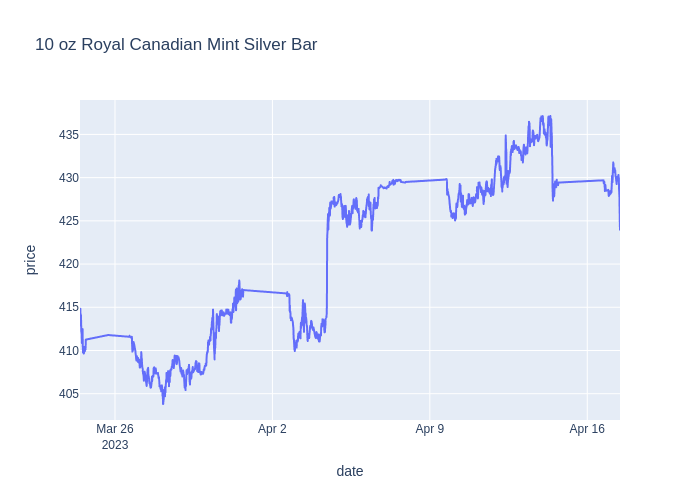 10 oz Royal Canadian Mint Silver Bar
435
430
425
420
415
410
405
price
Mar 26
2023
Apr 2
Apr 9
Apr 16
date